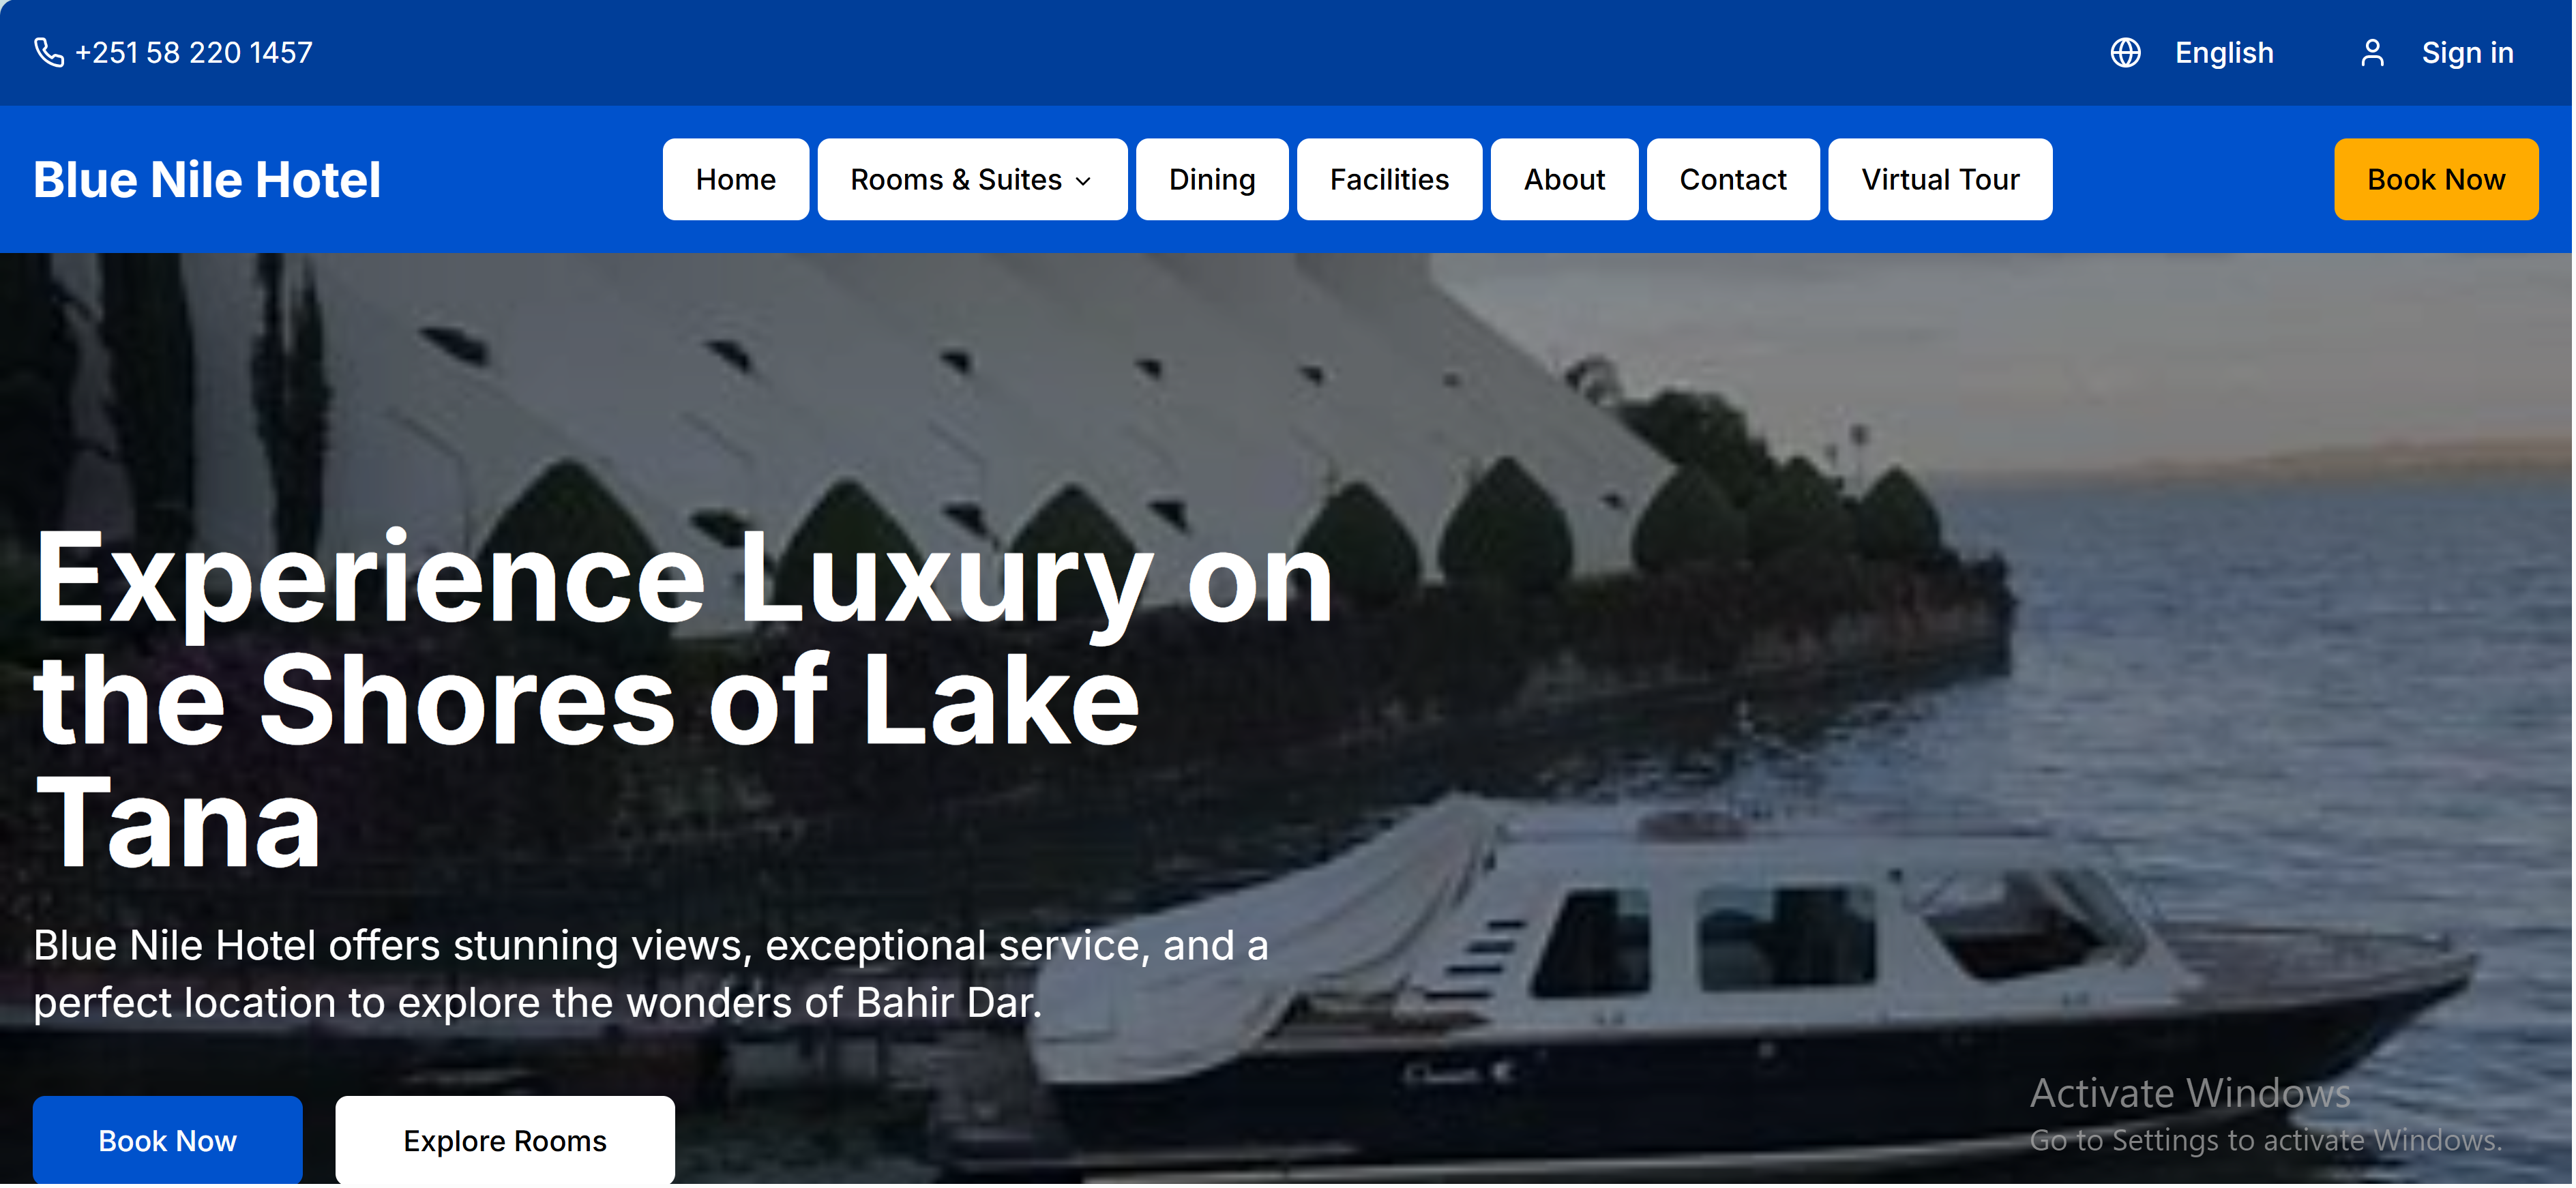 +251 58 220 1457
English
Sign in
Blue Nile Hotel
Home
Rooms & Suites
Dining
Facilities
About
Contact
Virtual Tour
Book Now
Experience Luxury on
the Shores of Lake
Tana
Blue Nile Hotel offers stunning views, exceptional service, and a
perfect location to explore the wonders of Bahir Dar.
Book Now
Explore Rooms
Activate Windows
Go to Settings to activate Windows.